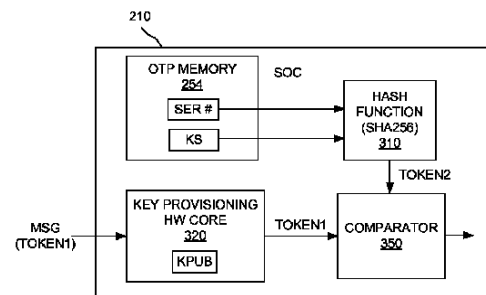 210
OTP MEMORY
254
SER #
KS
SOC
HASH
FUNCTION
(SHA256)
310
TOKEN2
MSG
(TOKEN1)
KEY PROVISIONING
HW CORE
320
KPUB
TOKEN1
COMPARATOR
350